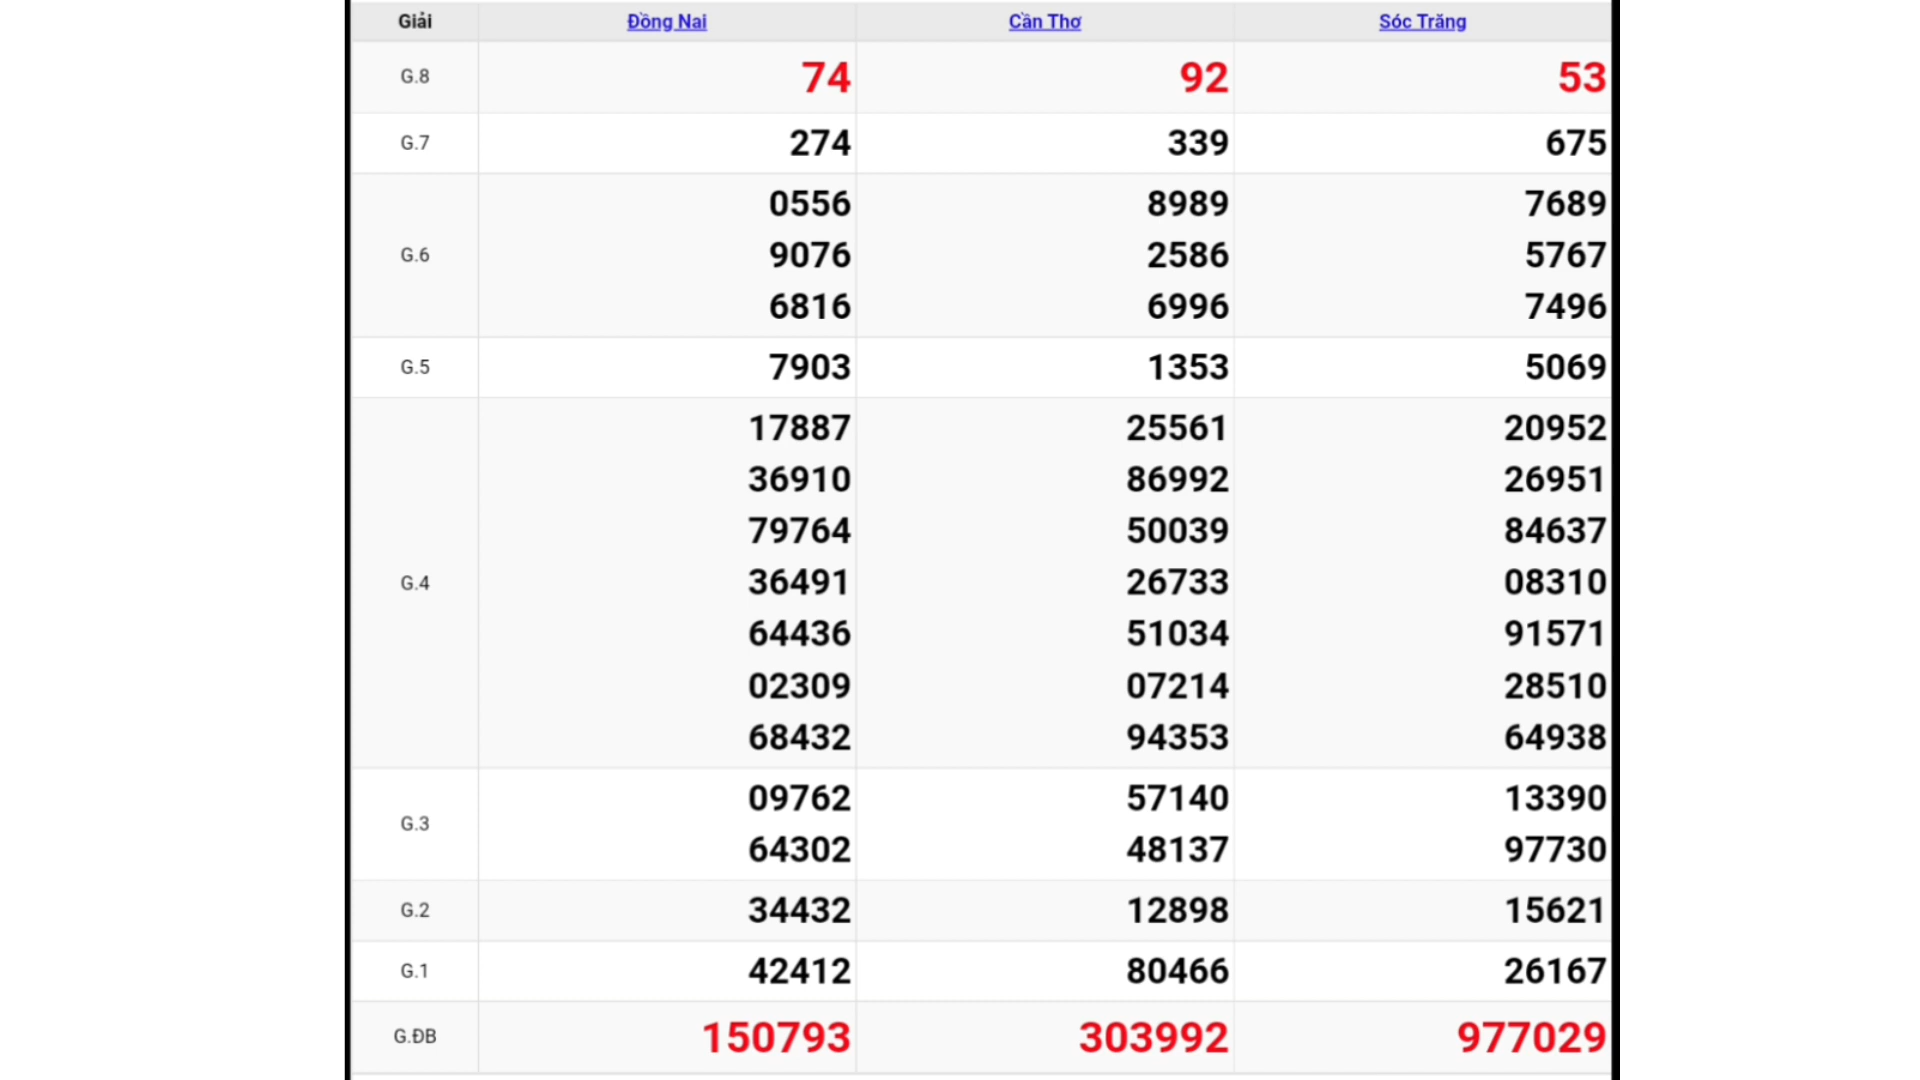 Giải Đồng Nai Cần Thơ Sóc Trăng
G.8 74 92 53
G.7 274 339 675
0556 8989 7689
G.6 9076 2586 5767
6816 6996 7496
G.5 7903 1353 5069
17887 25561 20952
36910 86992 26951
79764 50039 84637
G.4 36491 26733 08310
64436 51034 91571
02309 07214 28510
68432 94353 64938
G.3 09762 57140 13390
64302 48137 97730
G.2 34432 12898 15621
G.1 42412 80466 26167
G.ĐB 150793 303992 977029